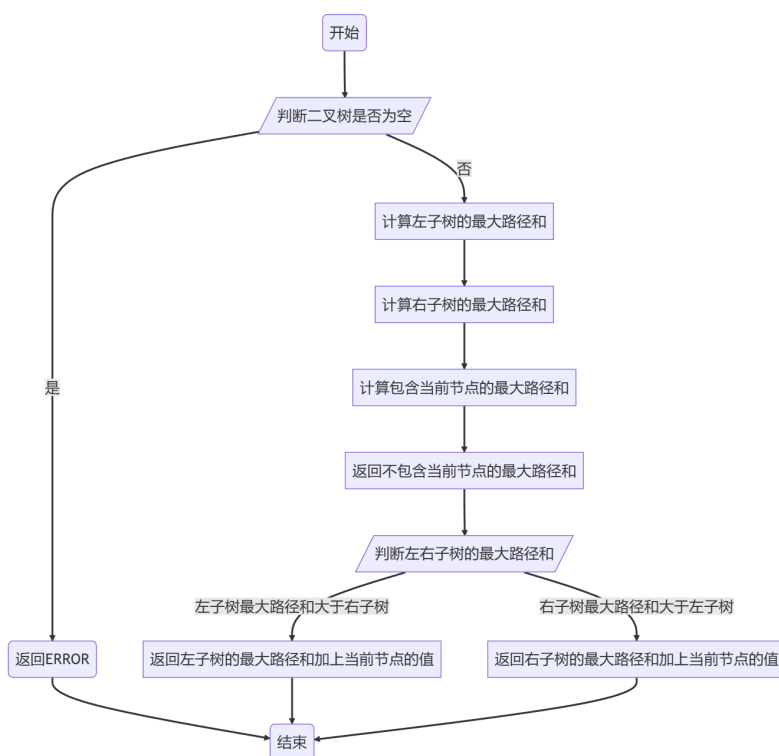 开始
判断二叉树是否为空
否
计算左子树的最大路径和
计算右子树的最大路径和
是
计算包含当前节点的最大路径和
返回不包含当前节点的最大路径和
判断左右子树的最大路径和
左子树最大路径和大于右子树
右子树最大路径和大于左子树
返回ERROR
返回左子树的最大路径和加上当前节点的值
返回右子树的最大路径和加上当前节点的值
结束